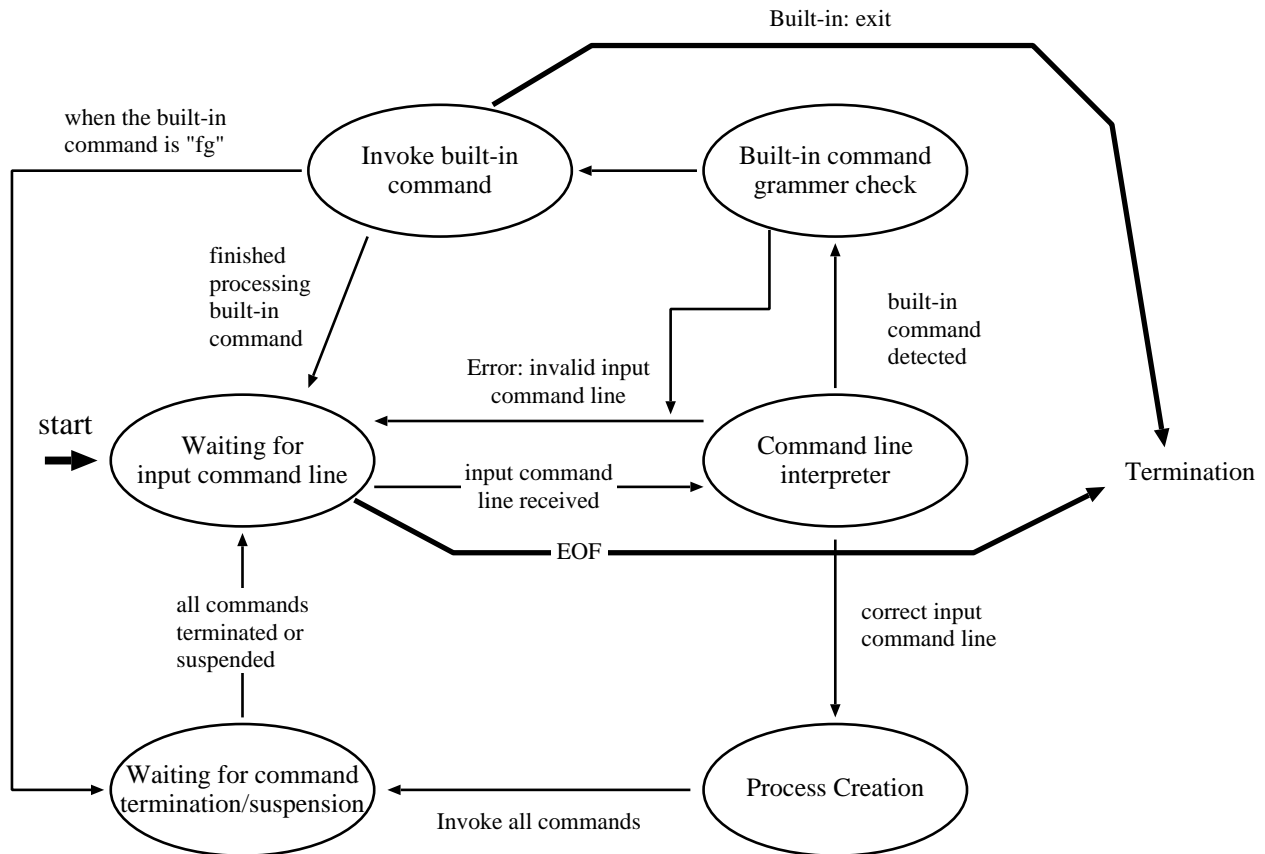 Built-in: exit
when the built-in
command is "fg"
Invoke built-in
command
Built-in command
grammer check
finished
processing
built-in
command
built-in
command
detected
Error: invalid input
command line
start
Waiting for
input command line
input command
line received
Command line
interpreter
Termination
EOF
all commands
terminated or
suspended
correct input
command line
Waiting for command
termination/suspension
Process Creation
Invoke all commands